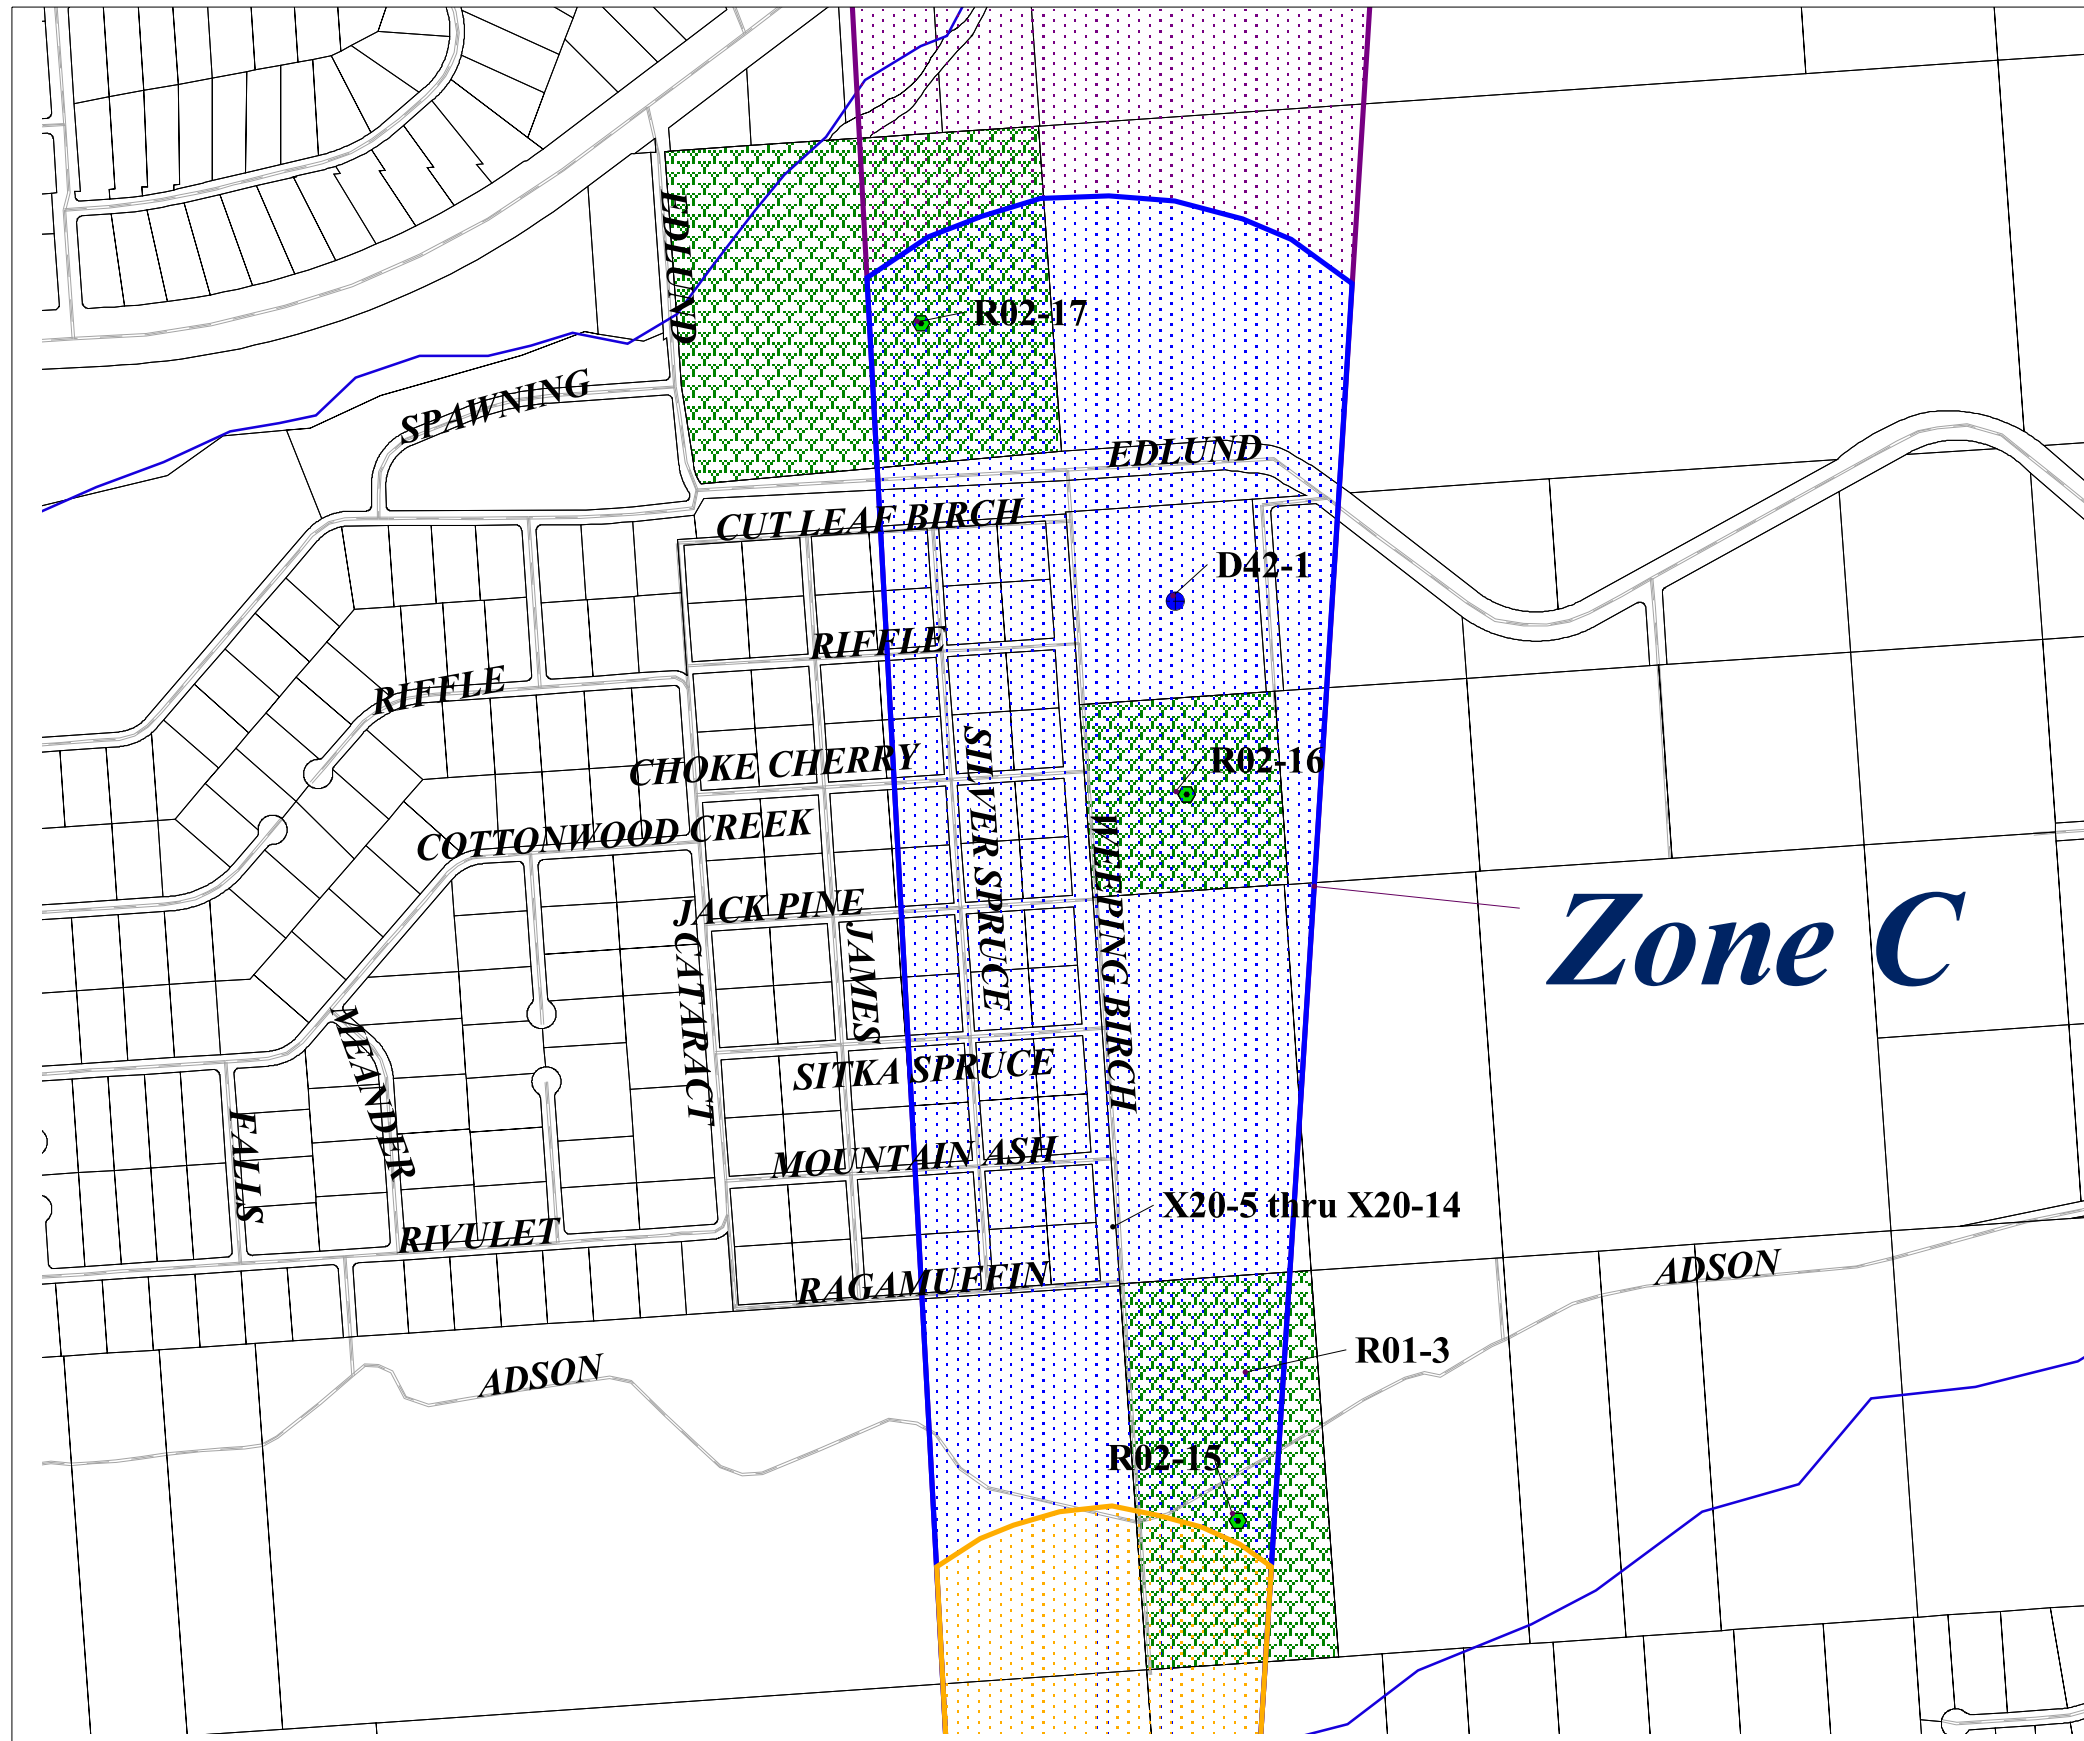 EDLUND
R02-17
SPAWNING
EDLUND
CUT LEAF BIRCH
D42-1
RIFFLE
RIFFLE
CHOKE CHERRY
SILVER SPRUCE
R02-16
COTTONWOOD CREEK
WEEPING BIRCH
JACK PINE
Zone C
JAMES
CATARACT
MEANDER
SITKA SPRUCE
FALLS
MOUNTAIN ASH
X20-5 thru X20-14
RIVULET
ADSON
RAGAMUFFIN
R01-3
ADSON
R02-15